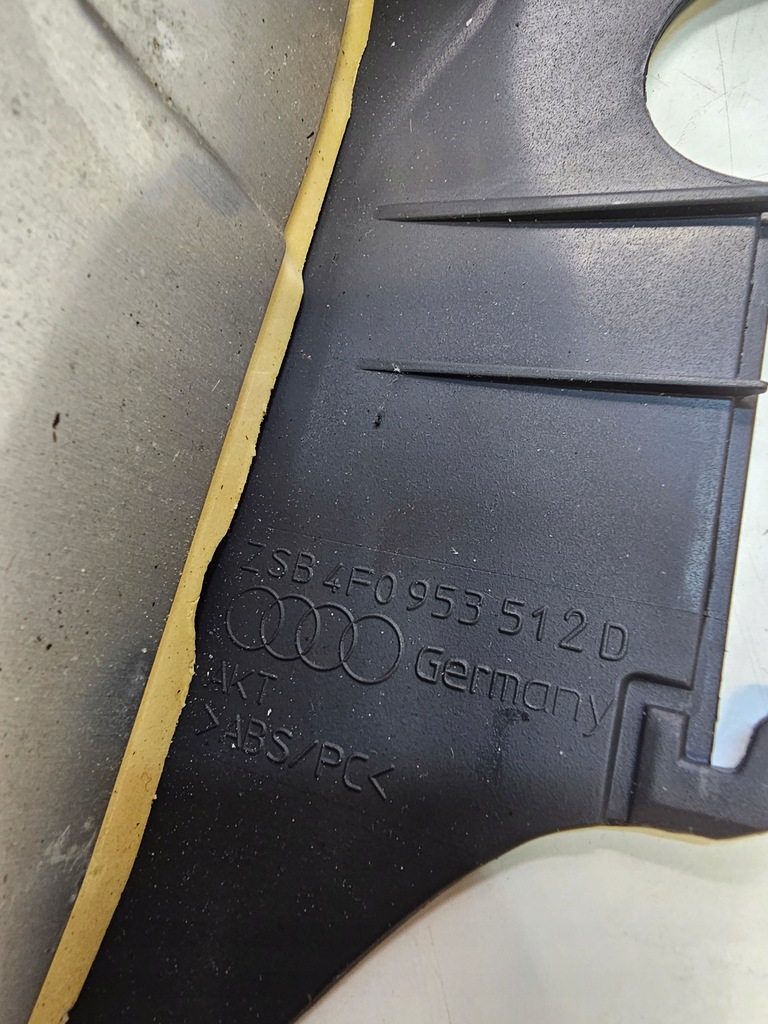 ZSB 4F0 953 512 D
Germany
AKT
>ABS/PC<